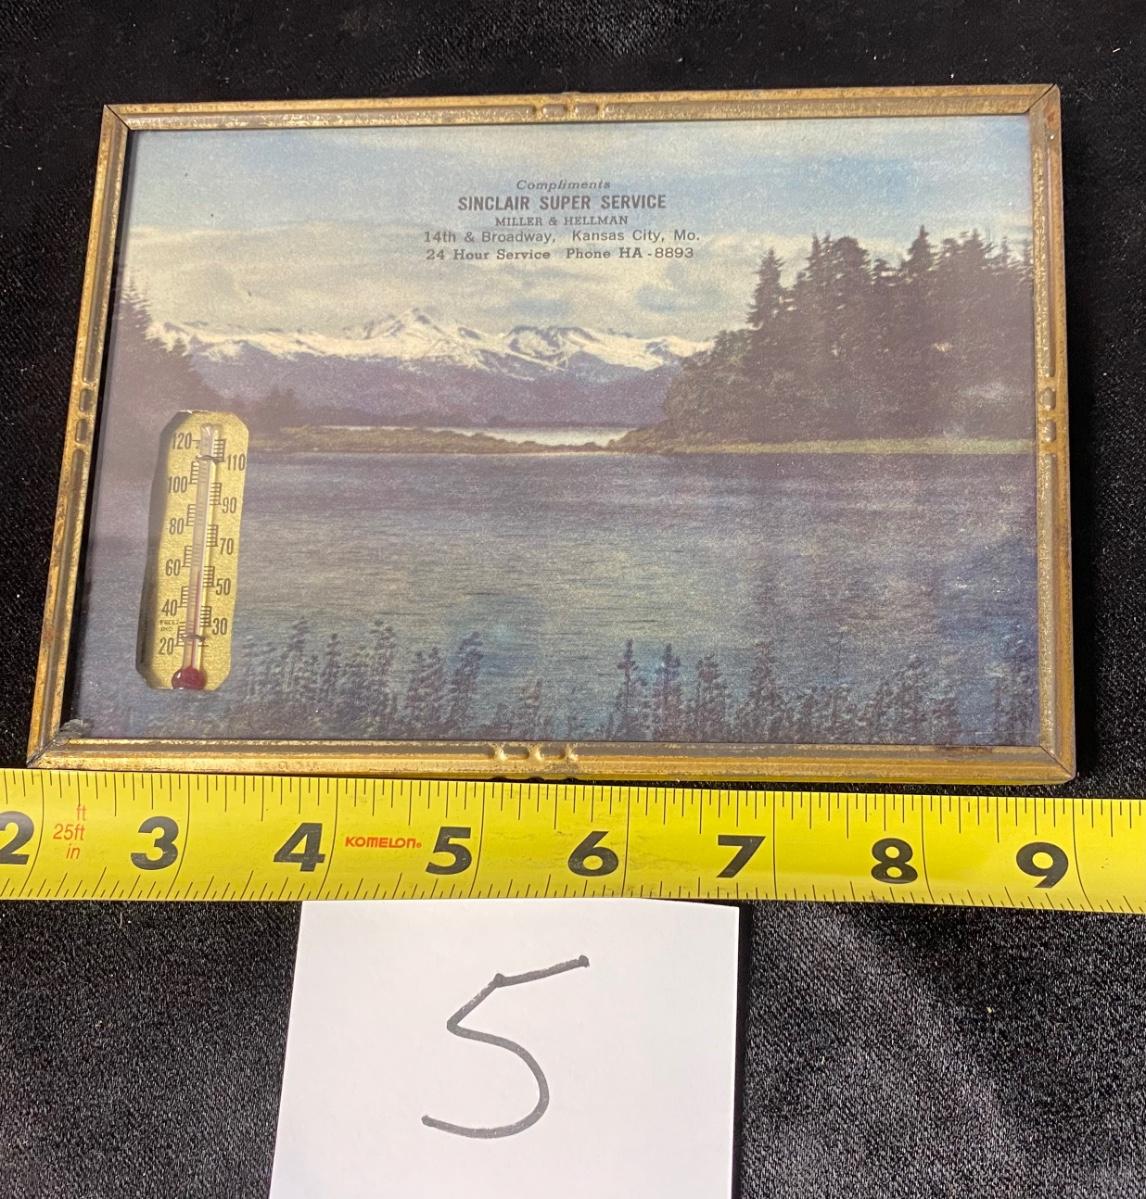 Compliments
SINCLAIR SUPER SERVICE
MILLER & HELLMAN
14th & Broadway, Kansas City, Mo.
24 Hour Service Phone HA-8893
120
110
100
90
80
70
60
50
40
30
20
ft
25ft
in
2 3 4 KOMELON 5 6 7 8 9
5